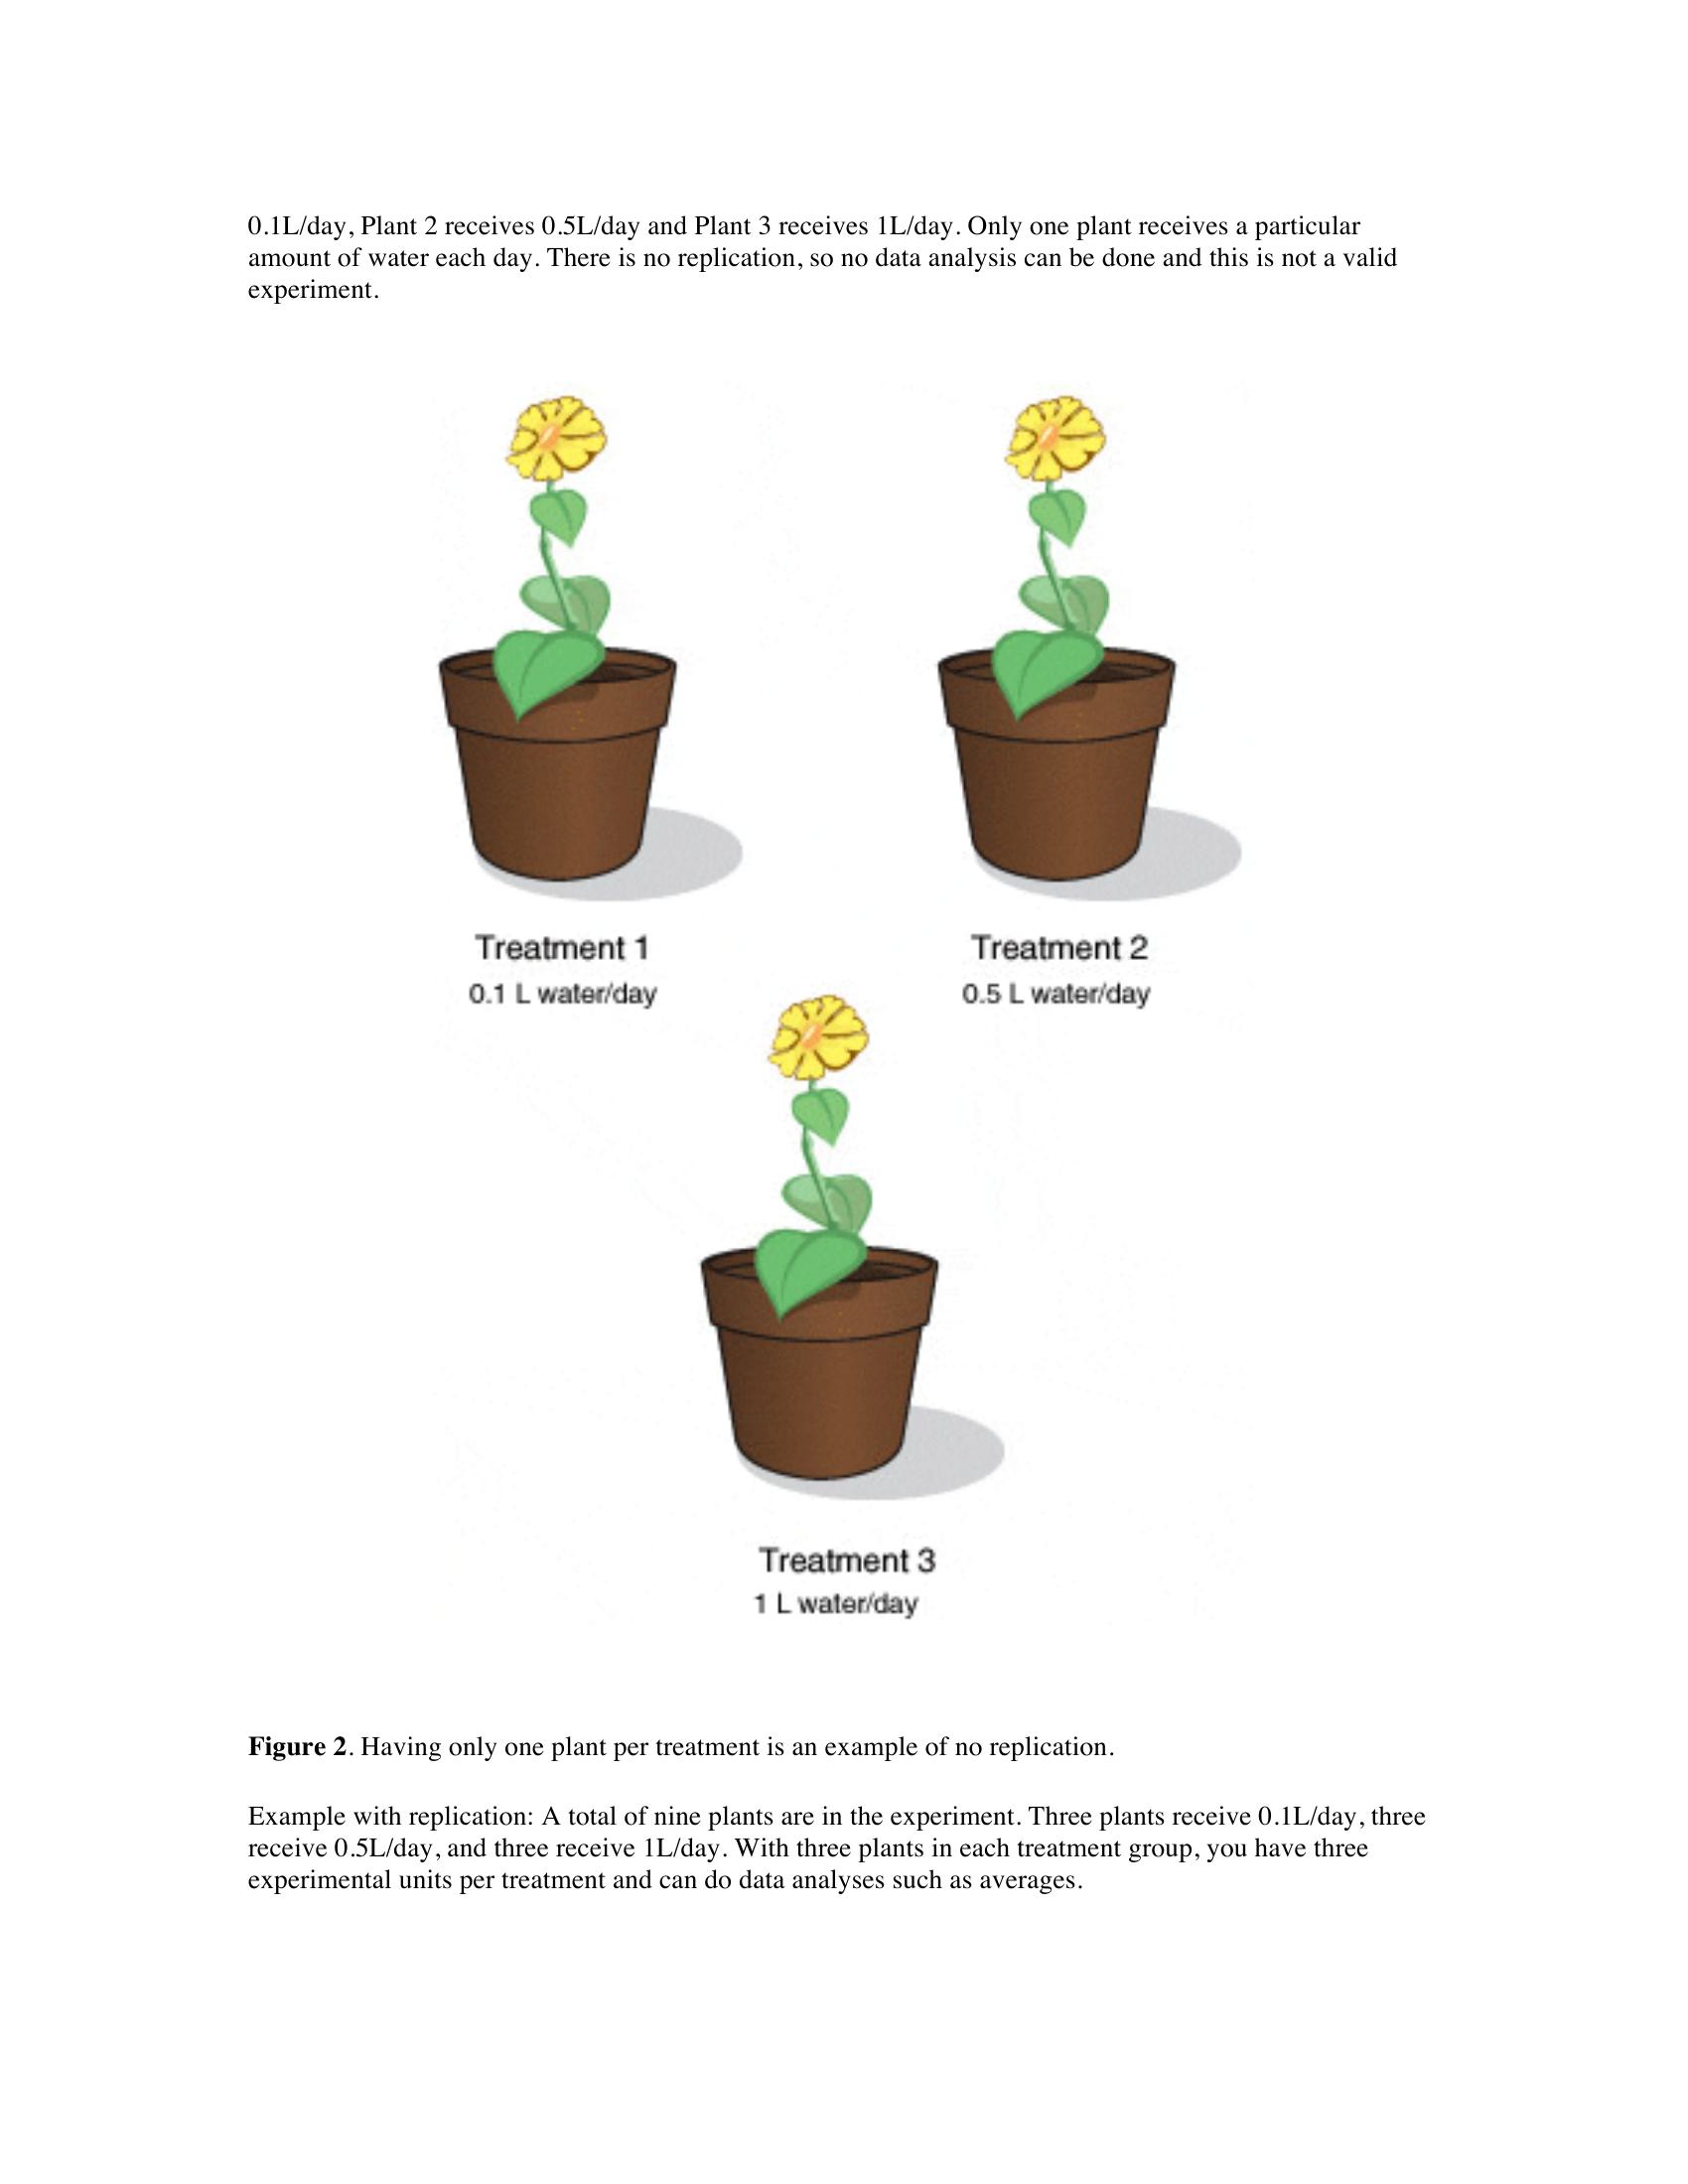 0.1L/day, Plant 2 receives 0.5L/day and Plant 3 receives 1L/day. Only one plant receives a particular
amount of water each day. There is no replication, so no data analysis can be done and this is not a valid
experiment.
Treatment 1
0.1 L water/day
Treatment 2
0.5 L water/day
Treatment 3
1 L water/day
Figure 2. Having only one plant per treatment is an example of no replication.
Example with replication: A total of nine plants are in the experiment. Three plants receive 0.1L/day, three
receive 0.5L/day, and three receive 1L/day. With three plants in each treatment group, you have three
experimental units per treatment and can do data analyses such as averages.